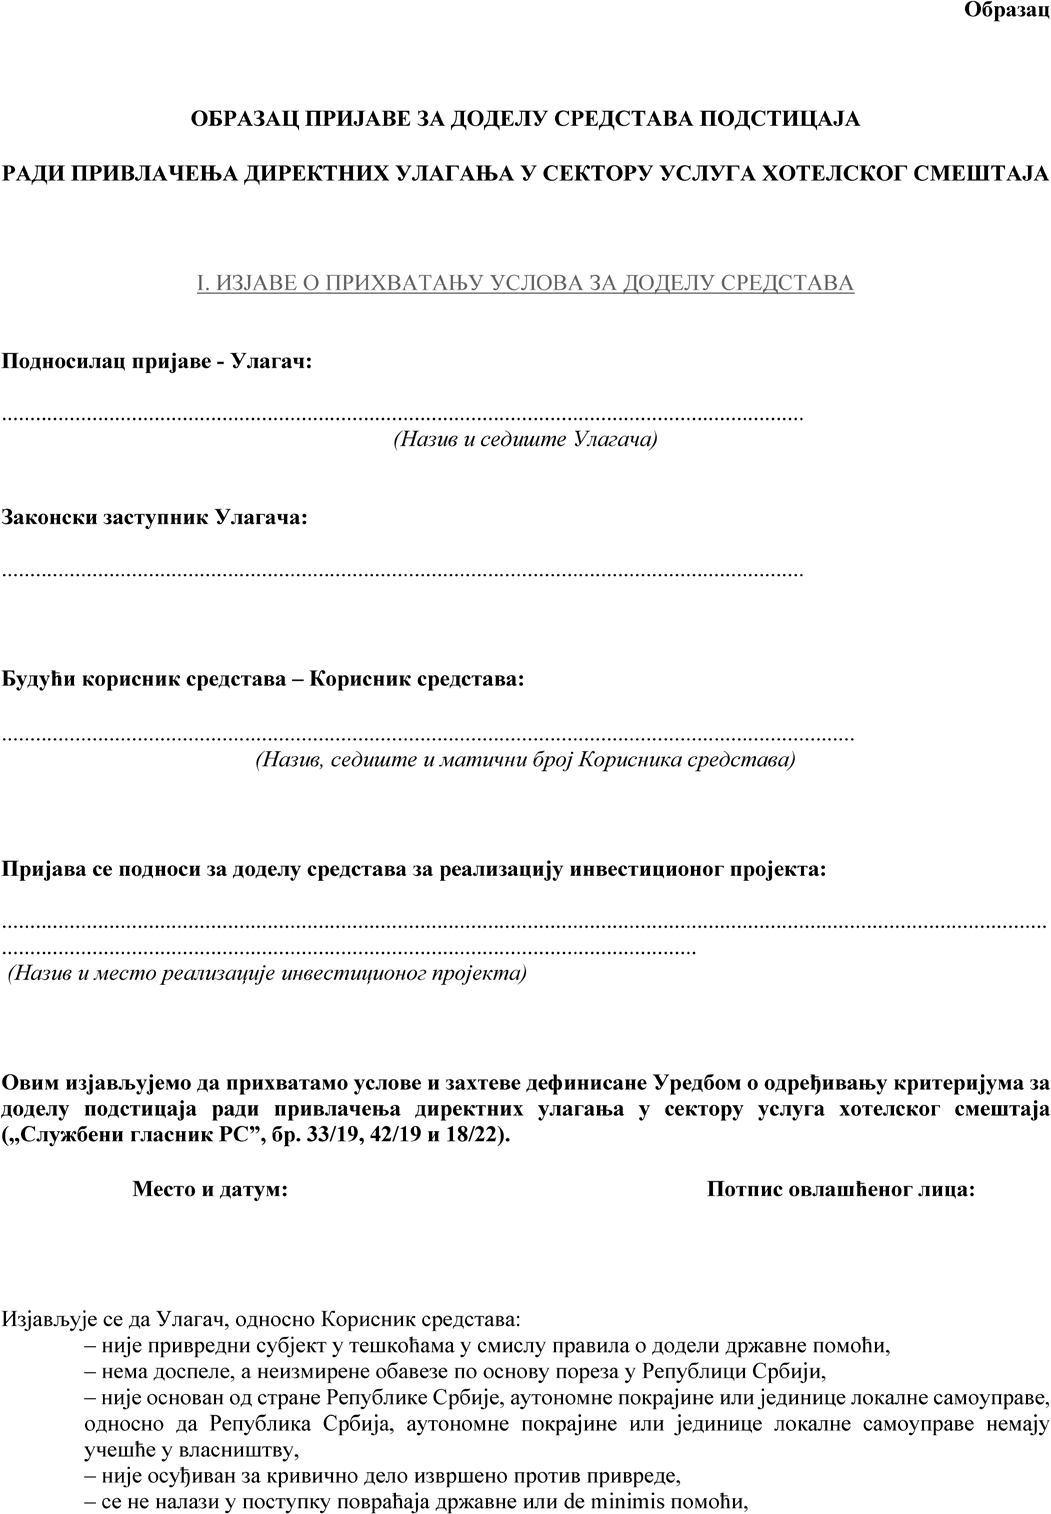 Образац
ОБРАЗАЦ ПРИЈАВЕ ЗА ДОДЕЛУ СРЕДСТАВА ПОДСТИЦАЈА
РАДИ ПРИВЛАЧЕЊА ДИРЕКТНИХ УЛАГАЊА У СЕКТОРУ УСЛУГА ХОТЕЛСКОГ СМЕШТАЈА
I. ИЗЈАВЕ О ПРИХВАТАЊУ УСЛОВА ЗА ДОДЕЛУ СРЕДСТАВА
Подносилац пријаве - Улагач:
..............................................................................................................................................
(Назив и седиште Улагача)
Законски заступник Улагача:
..............................................................................................................................................
Будући корисник средстава – Корисник средстава:
.......................................................................................................................................................
(Назив, седиште и матични број Корисника средстава)
Пријава се подноси за доделу средстава за реализацију инвестиционог пројекта:
.........................................................................................................................................................................................
...........................................................................................................................
(Назив и место реализације инвестиционог пројекта)
Овим изјављујемо да прихватамо услове и захтеве дефинисане Уредбом о одређивању критеријума за
доделу подстицаја ради привлачења директних улагања у сектору услуга хотелског смештаја
(„Службени гласник РС”, бр. 33/19, 42/19 и 18/22).
Место и датум: Потпис овлашћеног лица:
Изјављује се да Улагач, односно Корисник средстава:
– није привредни субјект у тешкоћама у смислу правила о додели државне помоћи,
– нема доспеле, а неизмирене обавезе по основу пореза у Републици Србији,
– није основан од стране Републике Србије, аутономне покрајине или јединице локалне самоуправе,
односно да Република Србија, аутономне покрајине или јединице локалне самоуправе немају
учешће у власништву,
– није осуђиван за кривично дело извршено против привреде,
– се не налази у поступку повраћаја државне или de minimis помоћи,